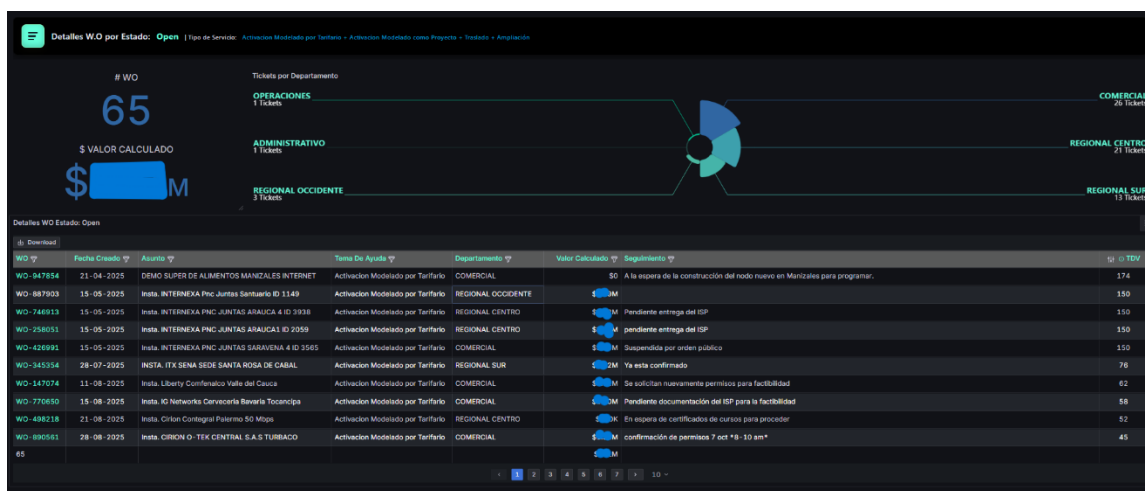 Detalles W.O por Estado: Open | Tipo de Servicio: Activacion Modelado por Tarifario + Activacion Modelado como Proyecto + Traslado + Ampliación
# WO
65
$ VALOR CALCULADO
$ M
Tickets por Departamento
OPERACIONES
1 Tickets
ADMINISTRATIVO
1 Tickets
REGIONAL OCCIDENTE
3 Tickets
COMERCIAL
26 Tickets
REGIONAL CENTRO
21 Tickets
REGIONAL SUR
13 Tickets
Detalles WO Estado: Open
Download
WO Fecha Creado Asunto Tema De Ayuda Departamento Valor Calculado Seguimiento TDV
WO-947854 21-04-2025 DEMO SUPER DE ALIMENTOS MANIZALES INTERNET Activacion Modelado por Tarifario COMERCIAL $0 A la espera de la construcción del nodo nuevo en Manizales para programar. 174
WO-887903 15-05-2025 Insta. INTERNEXA Pnc Juntas Santuario ID 1149 Activacion Modelado por Tarifario REGIONAL OCCIDENTE $ M 150
WO-746913 15-05-2025 Insta. INTERNEXA PNC JUNTAS ARAUCA 4 ID 3938 Activacion Modelado por Tarifario REGIONAL CENTRO $ M Pendiente entrega del ISP 150
WO-258051 15-05-2025 Insta. INTERNEXA PNC JUNTAS ARAUCA1 ID 2059 Activacion Modelado por Tarifario REGIONAL CENTRO $ M pendiente entrega del ISP 150
WO-426991 15-05-2025 Insta. INTERNEXA PNC JUNTAS SARAVENA 4 ID 3565 Activacion Modelado por Tarifario COMERCIAL $ M Suspendida por orden público 150
WO-345354 28-07-2025 INSTA. ITX SENA SEDE SANTA ROSA DE CABAL Activacion Modelado por Tarifario REGIONAL SUR $ 2M Ya esta confirmado 76
WO-147074 11-08-2025 Insta. Liberty Comfenalco Valle del Cauca Activacion Modelado por Tarifario COMERCIAL $ M Se solicitan nuevamente permisos para factibilidad 62
WO-770650 15-08-2025 Insta. IG Networks Cerveceria Bavaria Tocancipa Activacion Modelado por Tarifario COMERCIAL $ M Pendiente documentación del ISP para la factibilidad 58
WO-498218 21-08-2025 Insta. Cirion Contegral Palermo 50 Mbps Activacion Modelado por Tarifario REGIONAL CENTRO $ K En espera de certificados de cursos para proceder 52
WO-890561 28-08-2025 Insta. CIRION O-TEK CENTRAL S.A.S TURBACO Activacion Modelado por Tarifario COMERCIAL $ M confirmación de permisos 7 oct *8-10 am* 45
65 $ M
1 2 3 4 5 6 7 10